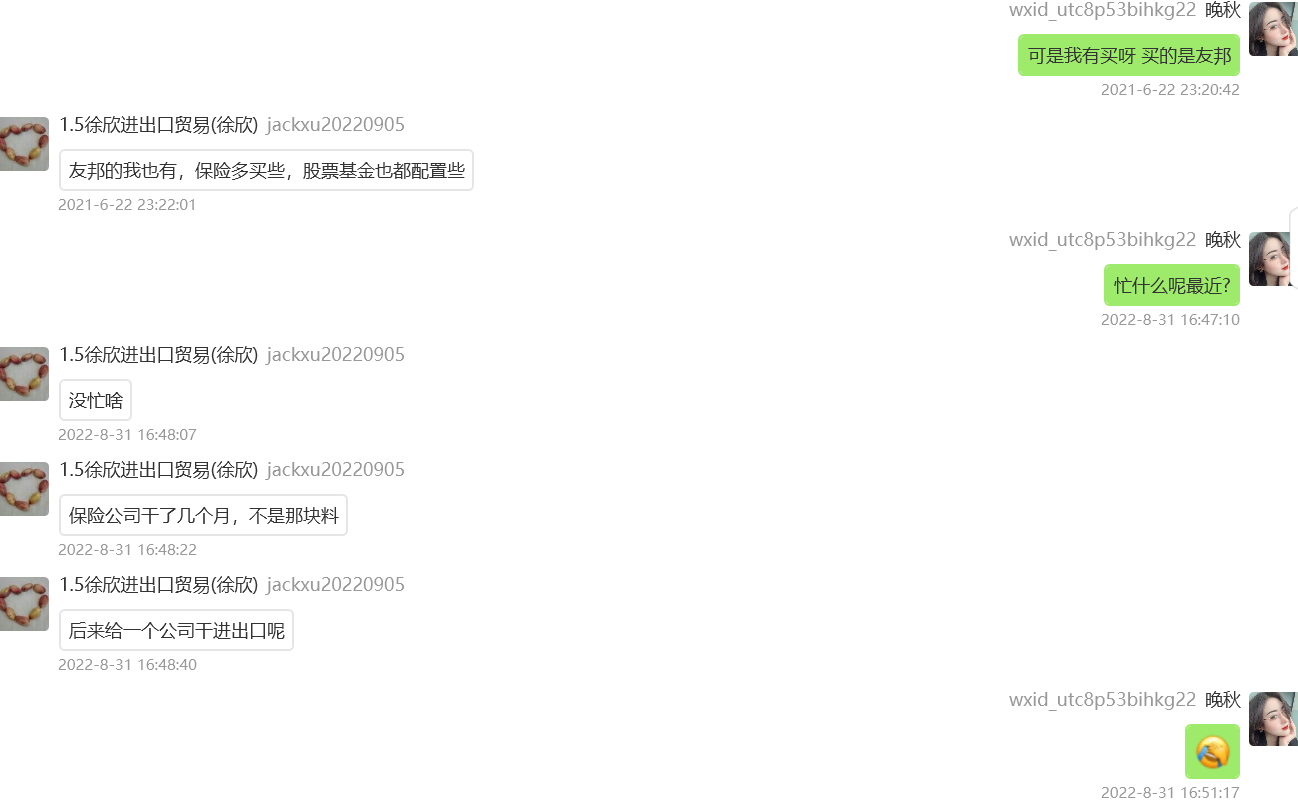 wxid_utc8p53bihkg22 晚秋
可是我有买呀 买的是友邦
2021-6-22 23:20:42
1.5徐欣进出口贸易(徐欣) jackxu20220905
友邦的我也有，保险多买些，股票基金也都配置些
2021-6-22 23:22:01
wxid_utc8p53bihkg22 晚秋
忙什么呢最近?
2022-8-31 16:47:10
1.5徐欣进出口贸易(徐欣) jackxu20220905
没忙啥
2022-8-31 16:48:07
1.5徐欣进出口贸易(徐欣) jackxu20220905
保险公司干了几个月，不是那块料
2022-8-31 16:48:22
1.5徐欣进出口贸易(徐欣) jackxu20220905
后来给一个公司干进出口呢
2022-8-31 16:48:40
wxid_utc8p53bihkg22 晚秋
2022-8-31 16:51:17